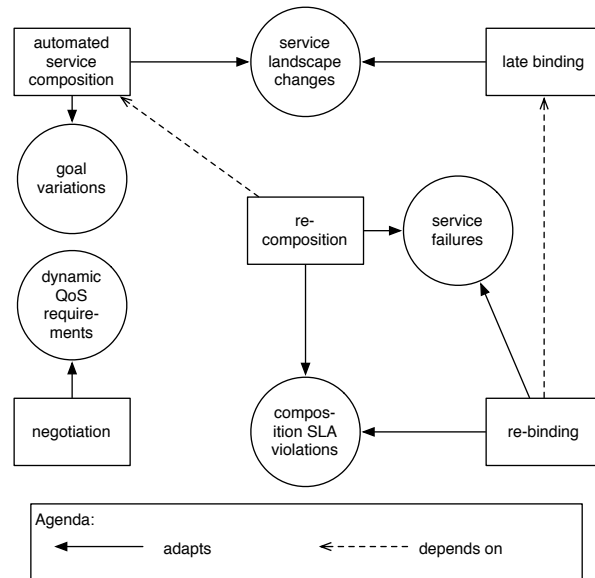 automated
service
composition
service
landscape
changes
late binding
goal
variations
re-
composition
service
failures
dynamic
QoS
require-
ments
negotiation
compos-
ition SLA
violations
re-binding
Agenda:
adapts
depends on